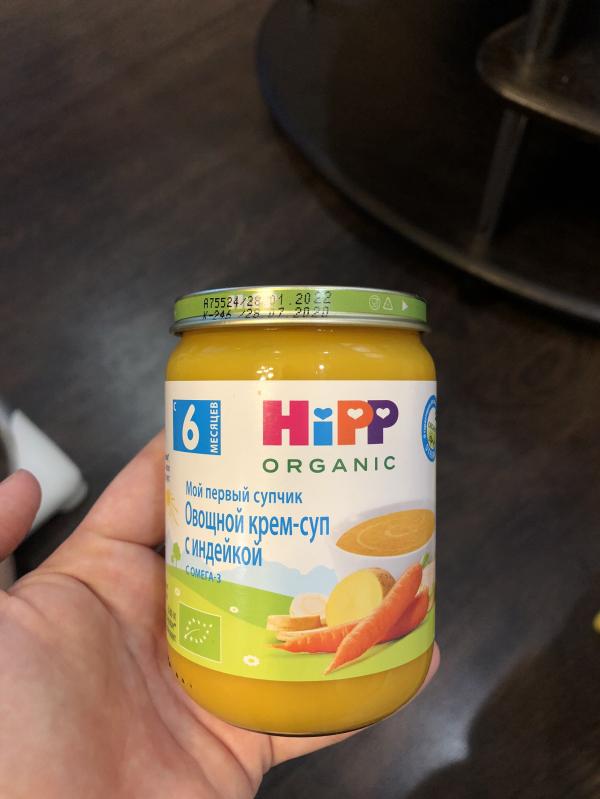 A75524/28 01.2022
K-246 /28 07.2020
с 6 МЕСЯЦЕВ
HiPP
ORGANIC
Мой первый супчик
Овощной крем-суп
с индейкой
С ОМЕГА-3